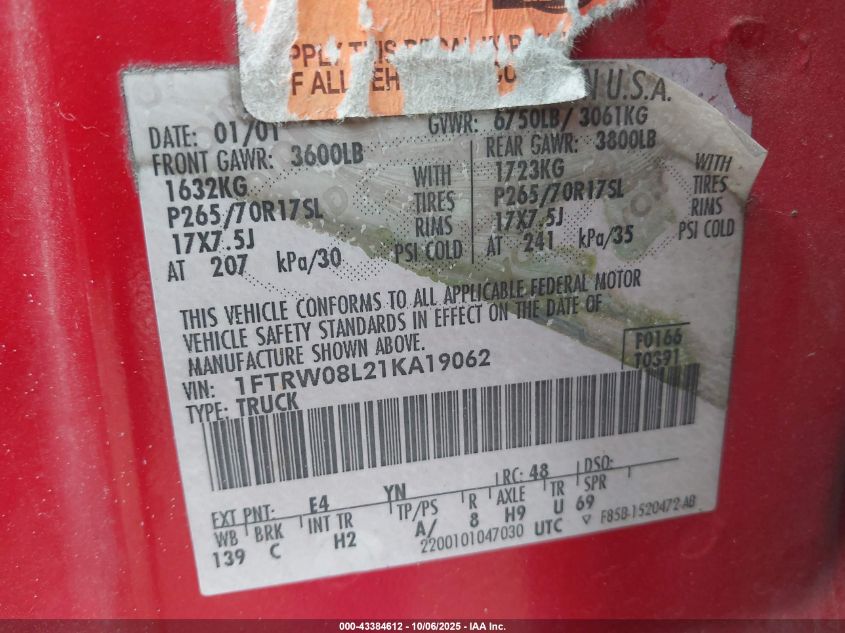 PPLY THIS DECAL IN
F ALL VEH
N U.S.A.
DATE: 01/01 GVWR: 6750LB/ 3061KG
FRONT GAWR: 3600LB REAR GAWR: 3800LB
1632KG WITH 1723KG WITH
P265/70R17SL TIRES P265/70R17SL TIRES
17X7.5J RIMS 17X7.5J RIMS
AT 207 kPa/30 PSI COLD AT 241 kPa/35 PSI COLD
THIS VEHICLE CONFORMS TO ALL APPLICABLE FEDERAL MOTOR
VEHICLE SAFETY STANDARDS IN EFFECT ON THE DATE OF
MANUFACTURE SHOWN ABOVE.
F0166
T0391
VIN: 1FTRW08L21KA19062
TYPE: TRUCK
EXT PNT: E4 YN RC: 48 DSO:
WB BRK INT TR TP/PS R AXLE TR SPR
139 C H2 A/ 8 H9 U 69
2200101047030 UTC F85B-1520472-AB
000-43384612 - 10/06/2025 - IAA Inc.